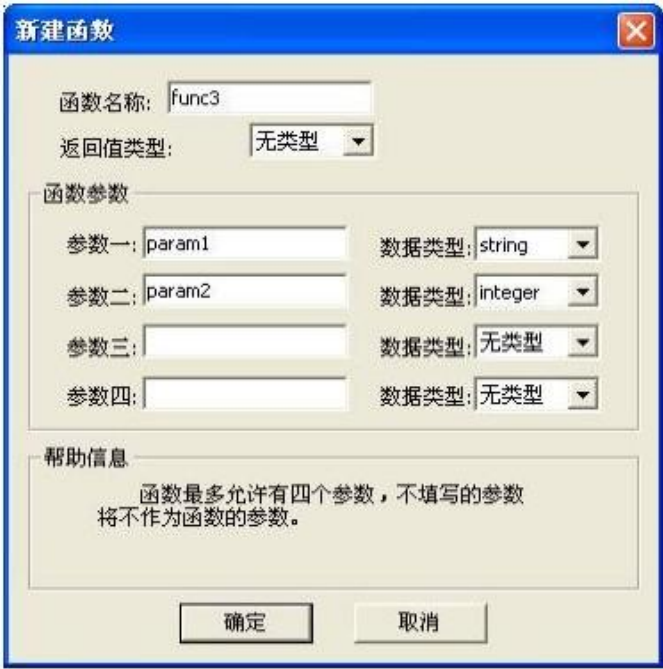 新建函数
函数名称: func3
返回值类型: 无类型
函数参数
参数一: param1 数据类型: string
参数二: param2 数据类型: integer
参数三: 数据类型: 无类型
参数四: 数据类型: 无类型
帮助信息
函数最多允许有四个参数，不填写的参数
将不作为函数的参数。
确定 取消